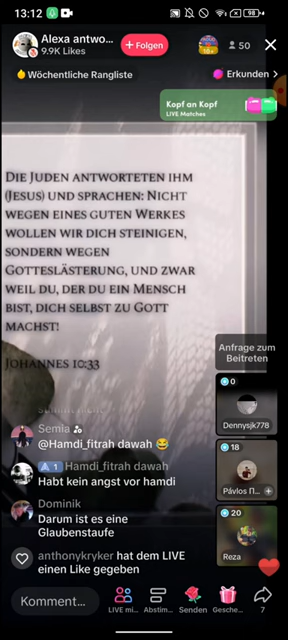 13:12
98
Alexa antwo...
9.9K Likes
+ Folgen
18+
50
Wöchentliche Rangliste
Erkunden >
Kopf an Kopf
LIVE Matches
Die Juden antworteten ihm
(Jesus) und sprachen: Nicht
wegen eines guten Werkes
wollen wir dich steinigen,
sondern wegen
Gotteslästerung, und zwar
weil du, der du ein Mensch
bist, dich selbst zu Gott
machst!
Johannes 10:33
Anfrage zum
Beitreten
0
Dennysjk778
18
Pávlos Π...
20
Reza
Semla
@Hamdi_fitrah dawah 😂
1 Hamdi_fitrah dawah
Habt kein angst vor hamdi
Dominik
Darum ist es eine
Glaubenstaufe
anthonykryker hat dem LIVE
einen Like gegeben
Komment...
LIVE mi...
Abstim...
Senden
Gesche...
7